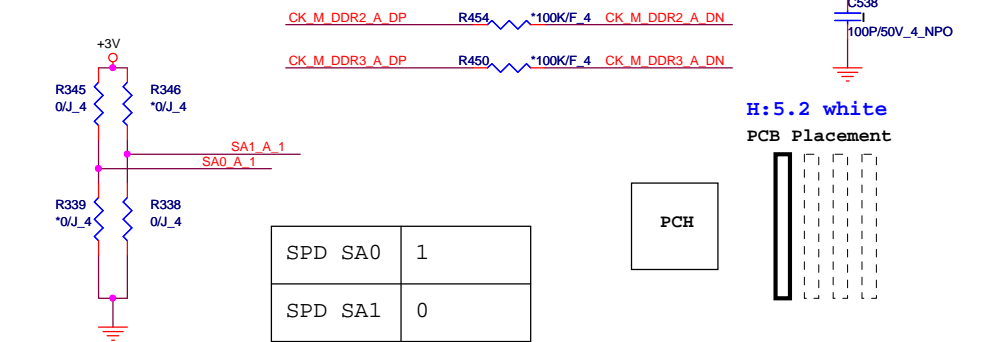 CK_M_DDR2_A_DP R454 *100K/F_4 CK_M_DDR2_A_DN
C538
100P/50V_4_NPO
+3V
CK_M_DDR3_A_DP R450 *100K/F_4 CK_M_DDR3_A_DN
R345
0/J_4
R346
*0/J_4
H:5.2 white
PCB Placement
SA1_A_1
SA0_A_1
R339
*0/J_4
R338
0/J_4
PCH
SPD SA0 1
SPD SA1 0